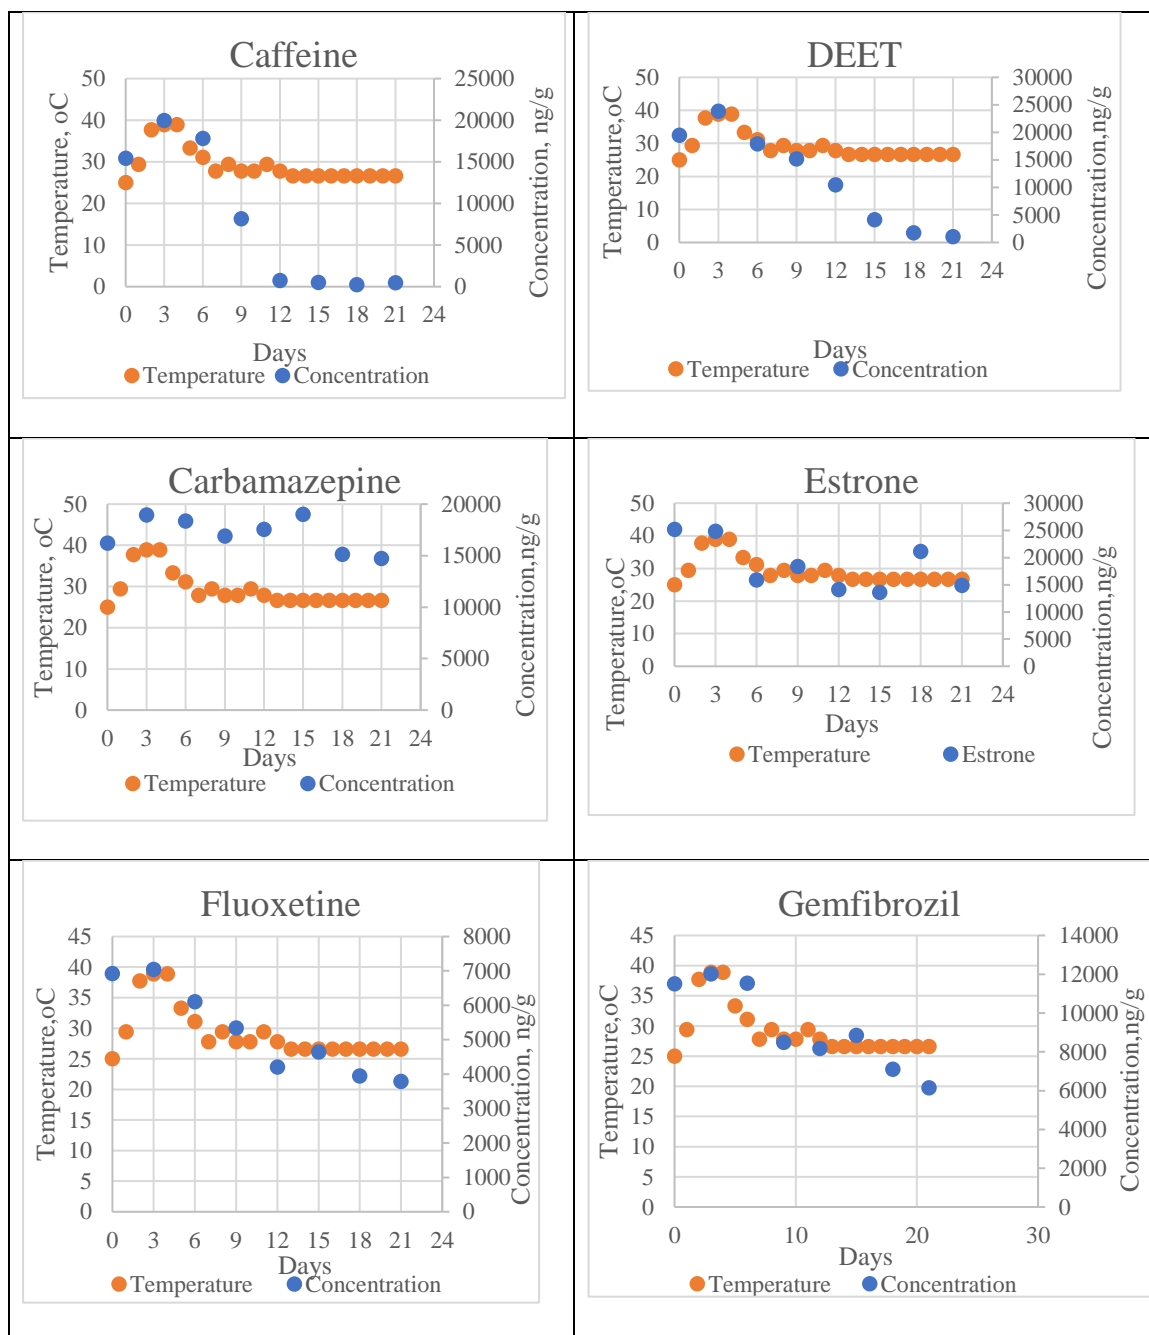 Caffeine
50
40
30
20
10
0
Temperature, oC
25000
20000
15000
10000
5000
0
Concentration, ng/g
0 3 6 9 12 15 18 21 24
Days
Temperature Concentration
DEET
50
40
30
20
10
0
Temperature,oC
30000
25000
20000
15000
10000
5000
0
Concentration,ng/g
0 3 6 9 12 15 18 21 24
Days
Temperature Concentration
Carbamazepine
50
40
30
20
10
0
Temperature, oC
20000
15000
10000
5000
0
Concentration,ng/g
0 3 6 9 12 15 18 21 24
Days
Temperature Concentration
Estrone
50
40
30
20
10
0
Temperature,oC
30000
25000
20000
15000
10000
5000
0
Concentration,ng/g
0 3 6 9 12 15 18 21 24
Days
Temperature Estrone
Fluoxetine
45
40
35
30
25
20
15
10
5
0
Temperature,oC
8000
7000
6000
5000
4000
3000
2000
1000
0
Concentration, ng/g
0 3 6 9 12 15 18 21 24
Days
Temperature Concentration
Gemfibrozil
45
40
35
30
25
20
15
10
5
0
Temperature,oC
14000
12000
10000
8000
6000
4000
2000
0
Concentration,ng/g
0 10 20 30
Days
Temperature Concentration